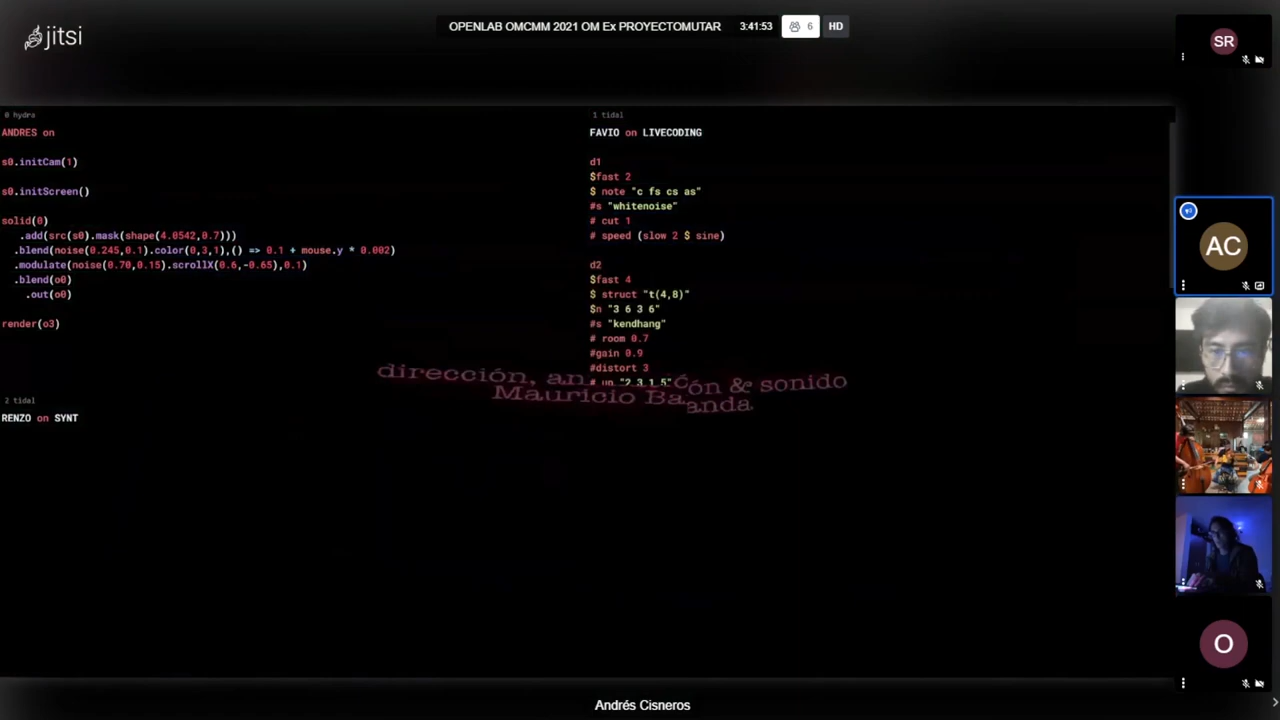 jitsi
OPENLAB OMCMM 2021 OM Ex PROYECTOMUTAR
3:41:53
6
HD
SR
0 hydra
ANDRES on
s0.initCam(1)
s0.initScreen()
solid(0)
.add(src(s0).mask(shape(4.0542,0.7)))
.blend(noise(0.245,0.1).color(0,3,1),() => 0.1 + mouse.y * 0.002)
.modulate(noise(0.70,0.15).scrollX(0.6,-0.65),0.1)
.blend(o0)
.out(o0)
render(o3)
1 tidal
FAVIO on LIVECODING
d1
$fast 2
$ note "c fs cs as"
#s "whitenoise"
# cut 1
# speed (slow 2 $ sine)
d2
$fast 4
$ struct "t(4,8)"
$n "3 6 3 6"
#s "kendhang"
# room 0.7
#gain 0.9
#distort 3
# up "2 3 1 5"
dirección, & sonido
Mauricio
2 tidal
RENZO on SYNT
AC
O
Andrés Cisneros